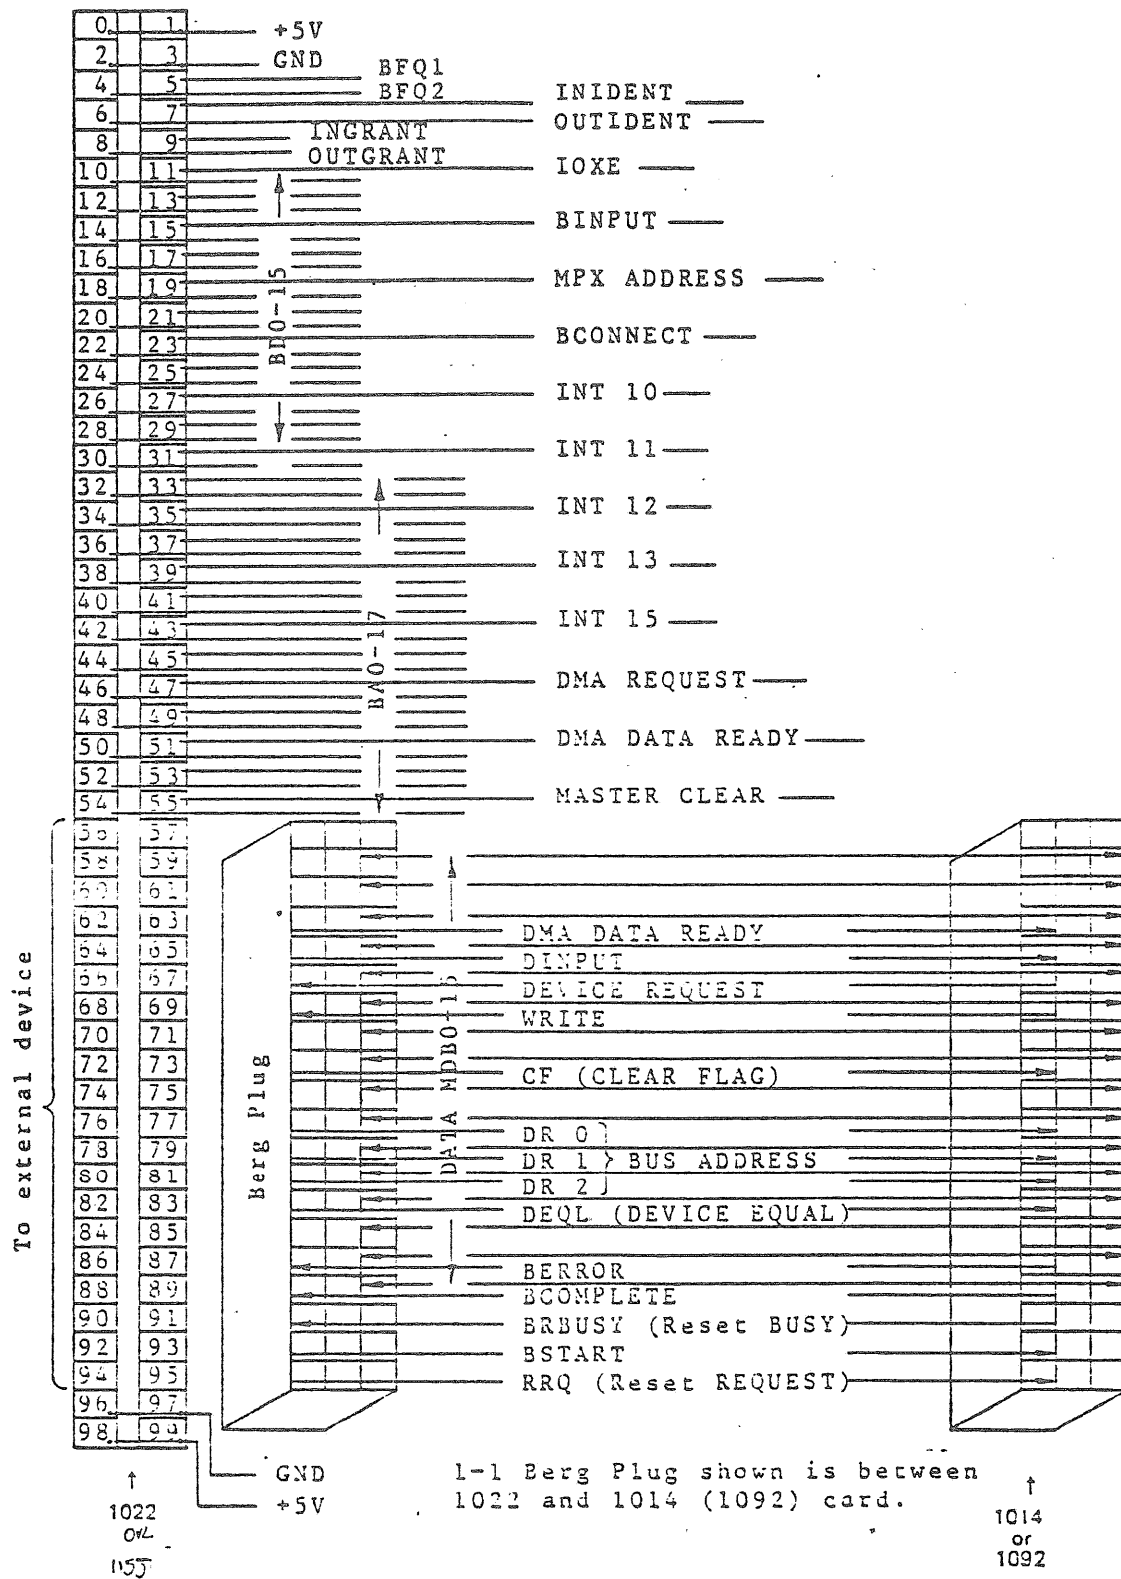 0 1 +5V
2 3 GND
BFQ1
4 5 BFQ2
INIDENT
6 7 OUTIDENT
INGRANT
8 9 OUTGRANT
10 11 IOXE
12 13
14 15 BINPUT
16 17
18 19 MPX ADDRESS
20 21
22 23 BCONNECT
24 25
26 27 INT 10
28 29
30 31 INT 11
BD0-15
32 33
34 35 INT 12
36 37
38 39 INT 13
40 41
42 43 INT 15
44 45
46 47 DMA REQUEST
48 49
50 51 DMA DATA READY
52 53
54 55 MASTER CLEAR
BA0-17
56 57
58 59
60 61
62 63
DMA DATA READY
64 65
DINPUT
66 67
DEVICE REQUEST
68 69
WRITE
70 71
72 73
CF (CLEAR FLAG)
74 75
76 77
DR 0
78 79
DR 1 } BUS ADDRESS
80 81
DR 2
82 83
DEQL (DEVICE EQUAL)
84 85
86 87
BERROR
88 89
BCOMPLETE
90 91
BRBUSY (Reset BUSY)
92 93
BSTART
94 95
RRQ (Reset REQUEST)
96 97
98 99
To external device
Berg Plug
DATA MDB0-15
GND
+5V
1-1 Berg Plug shown is between
1022 and 1014 (1092) card.
↑
1022
1155
↑
1014
or
1092